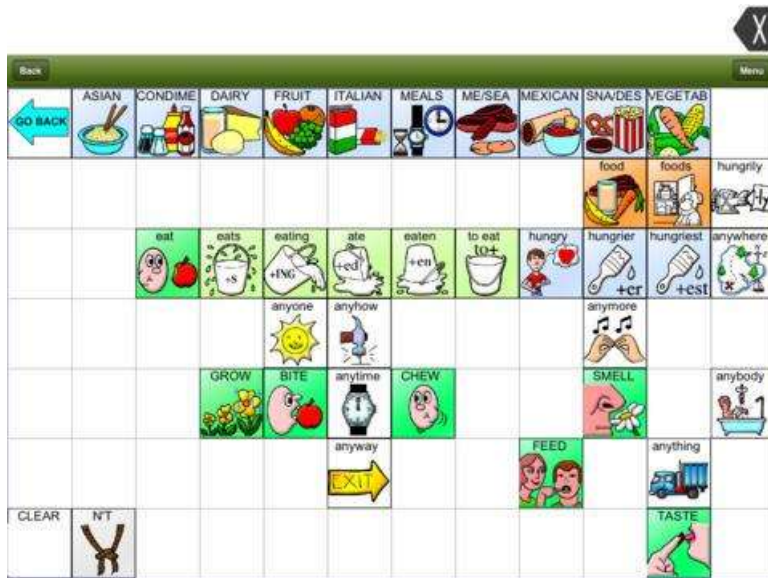 X
Back Menu
GO BACK ASIAN CONDIME DAIRY FRUIT ITALIAN MEALS ME/SEA MEXICAN SNA/DES VEGETAB
food foods hungrily
eat eats eating ate eaten to eat hungry hungrier hungriest anywhere
+S +ING +ed +en to+ +er +est
anyone anyhow anymore
GROW BITE anytime CHEW SMELL anybody
anyway FEED anything
EXIT
CLEAR N'T TASTE